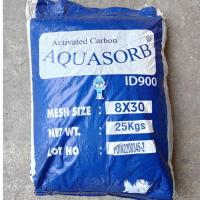 Activated Carbon
AQUASORB
ID900
MESH SIZE : 8X30
NET WT. : 25Kgs
LOT NO :